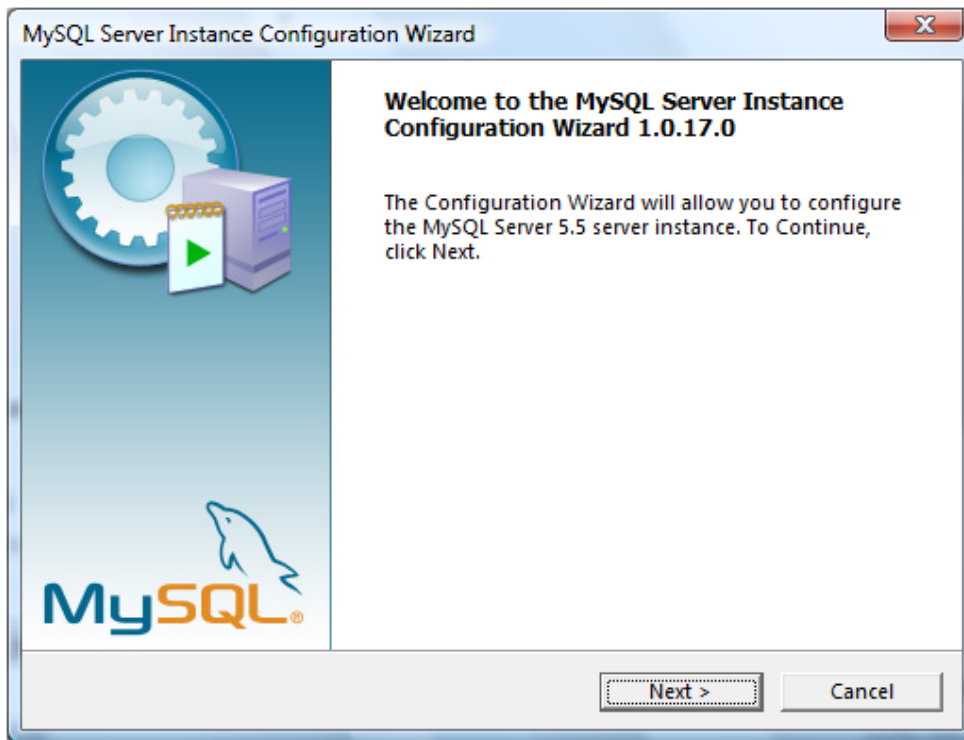 MySQL Server Instance Configuration Wizard
X
Welcome to the MySQL Server Instance
Configuration Wizard 1.0.17.0
The Configuration Wizard will allow you to configure
the MySQL Server 5.5 server instance. To Continue,
click Next.
MySQL®
Next >
Cancel